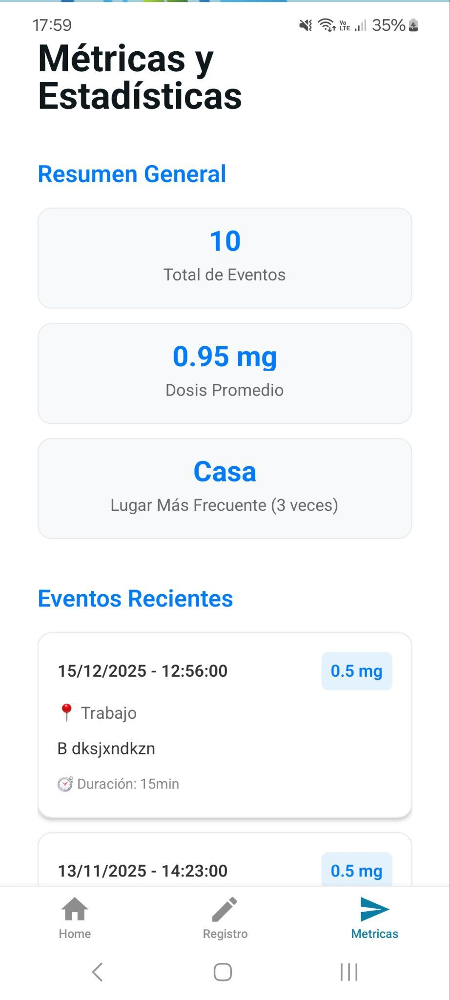 17:59
Vo LTE 35%
Métricas y
Estadísticas
Resumen General
10
Total de Eventos
0.95 mg
Dosis Promedio
Casa
Lugar Más Frecuente (3 veces)
Eventos Recientes
15/12/2025 - 12:56:00 0.5 mg
Trabajo
B dksjxndkzn
Duración: 15min
13/11/2025 - 14:23:00 0.5 mg
Home Registro Metricas